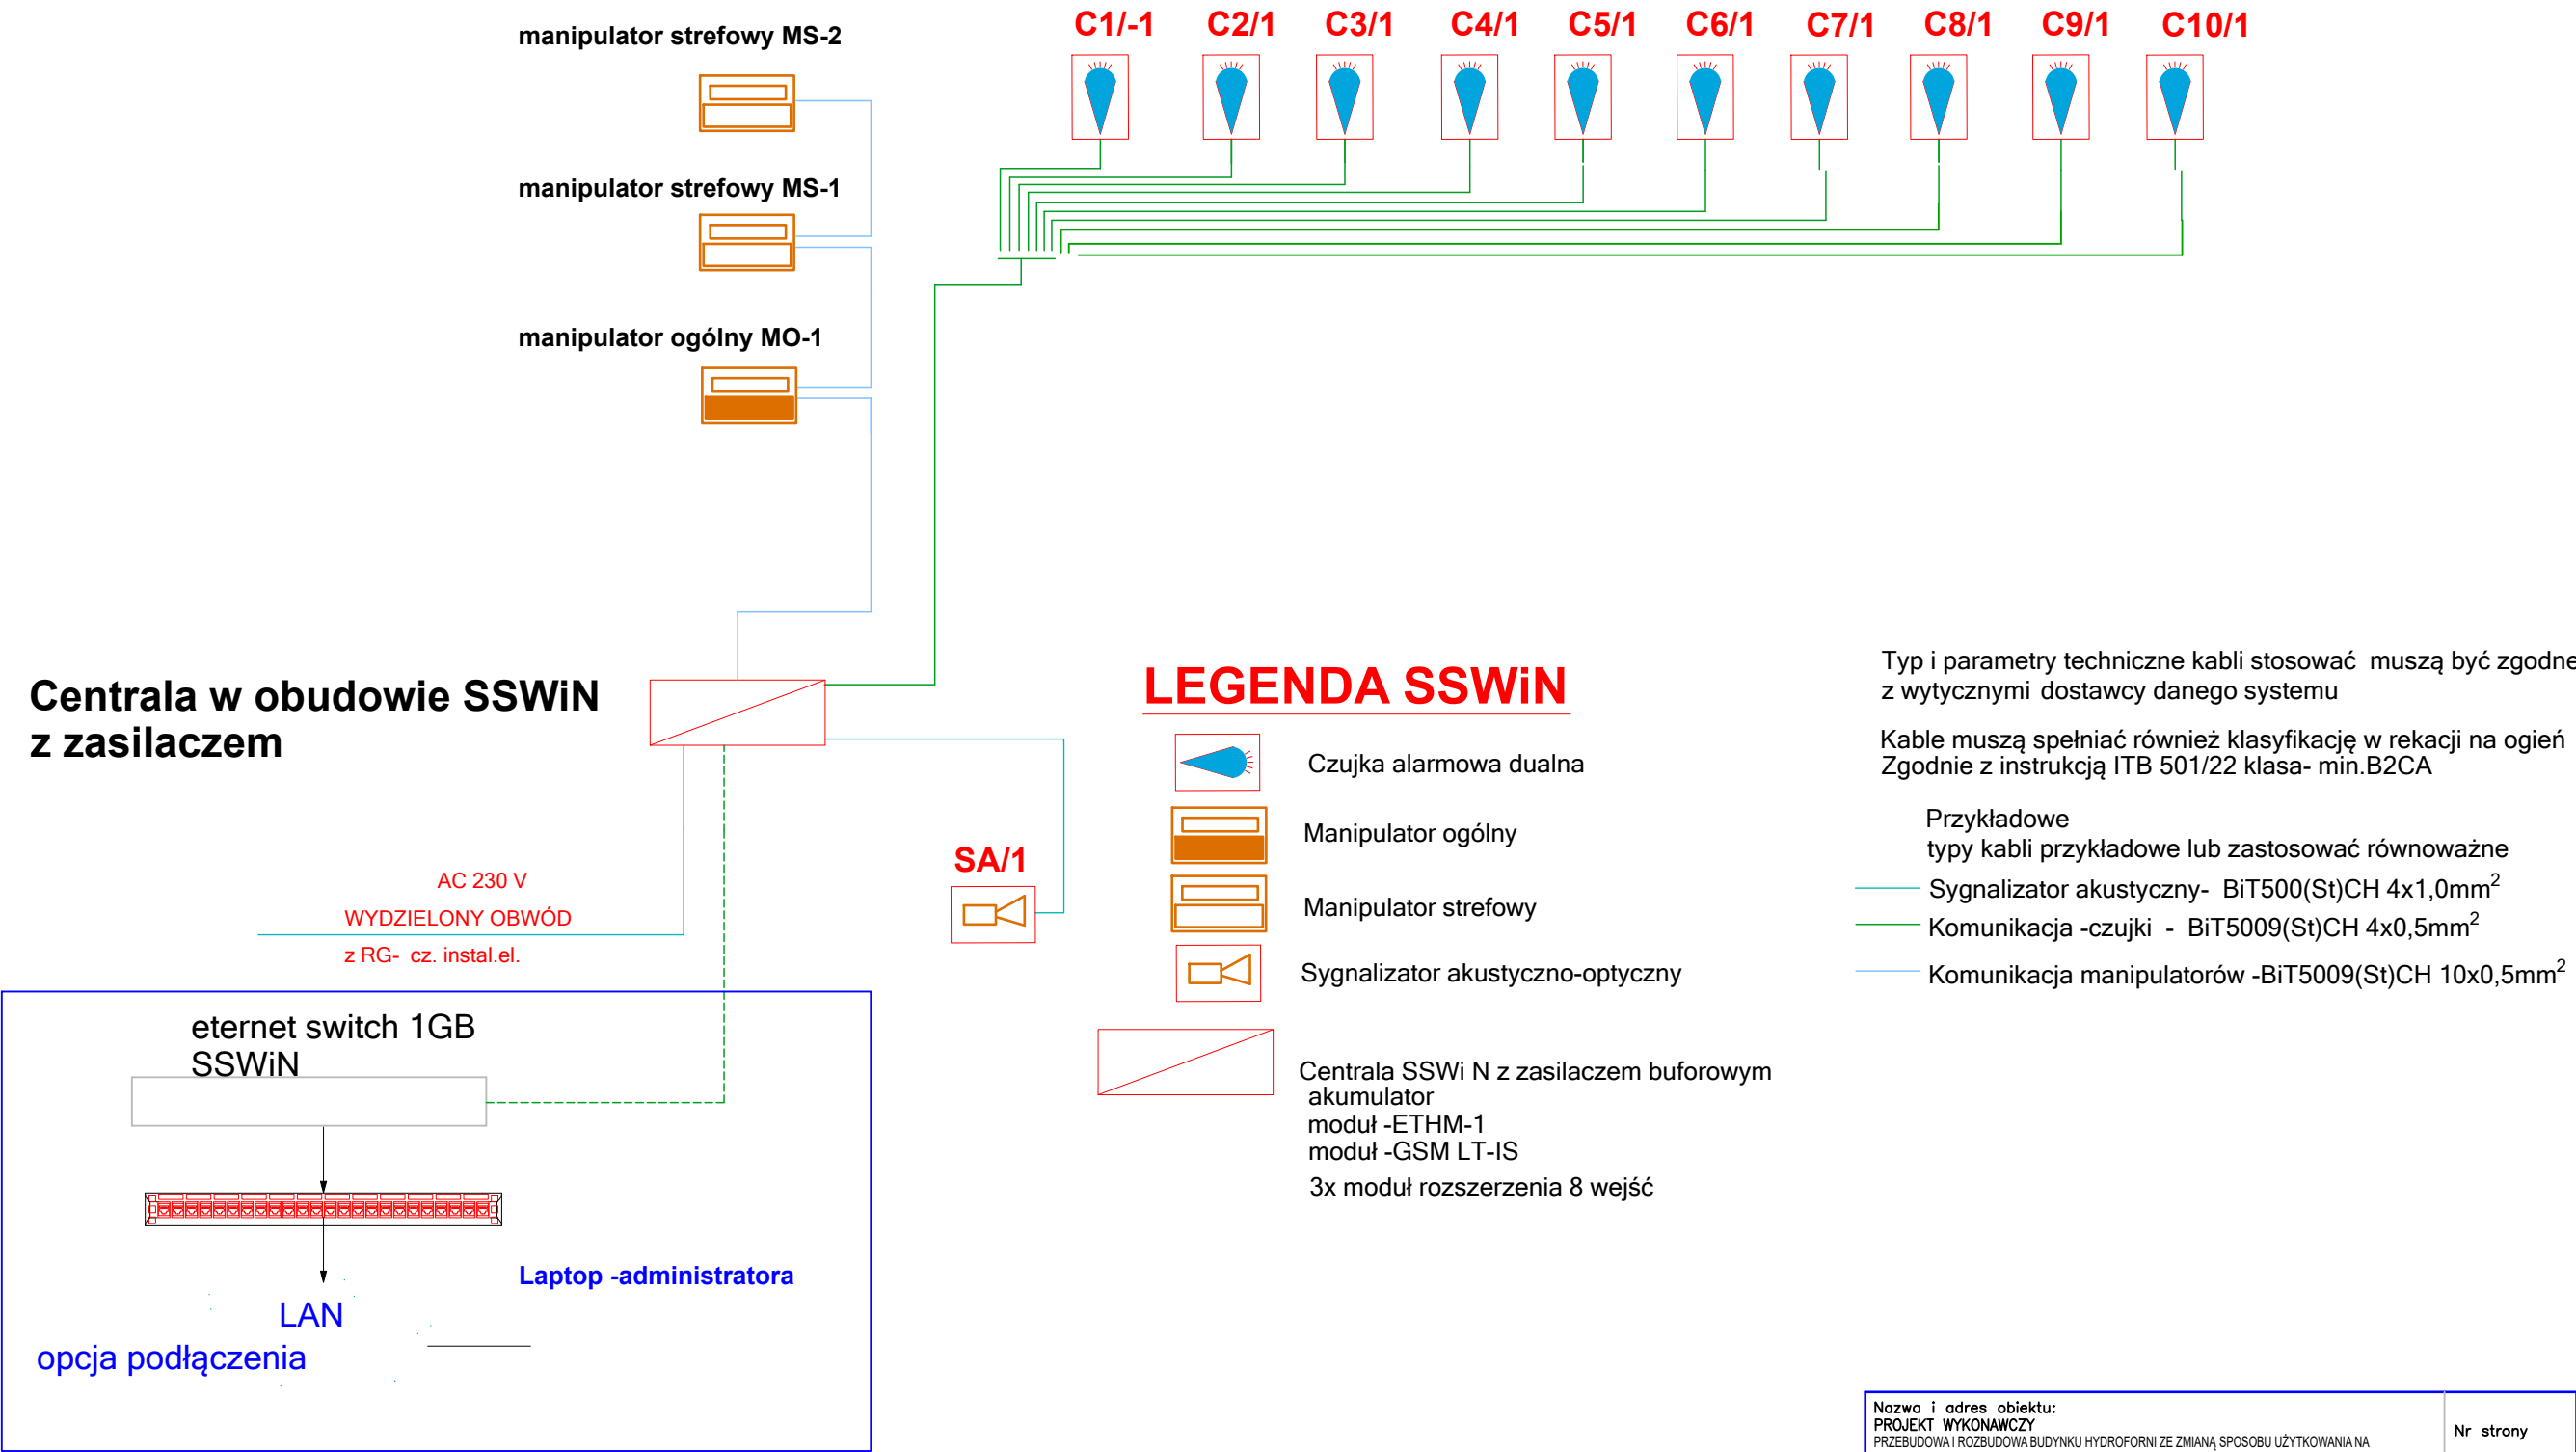 manipulator strefowy MS-2
C1/-1 C2/1 C3/1 C4/1 C5/1 C6/1 C7/1 C8/1 C9/1 C10/1
manipulator strefowy MS-1
manipulator ogólny MO-1
Centrala w obudowie SSWiN
z zasilaczem
AC 230 V
WYDZIELONY OBWÓD
z RG- cz. instal.el.
SA/1
eternet switch 1GB
SSWiN
Laptop -administratora
LAN
opcja podłączenia
LEGENDA SSWiN
Czujka alarmowa dualna
Manipulator ogólny
Manipulator strefowy
Sygnalizator akustyczno-optyczny
Centrala SSWi N z zasilaczem buforowym
akumulator
moduł -ETHM-1
moduł -GSM LT-IS
3x moduł rozszerzenia 8 wejść
Typ i parametry techniczne kabli stosować muszą być zgodne
z wytycznymi dostawcy danego systemu
Kable muszą spełniać również klasyfikację w rekacji na ogień
Zgodnie z instrukcją ITB 501/22 klasa- min.B2CA
Przykładowe
typy kabli przykładowe lub zastosować równoważne
Sygnalizator akustyczny- BiT500(St)CH 4x1,0mm²
Komunikacja -czujki - BiT5009(St)CH 4x0,5mm²
Komunikacja manipulatorów -BiT5009(St)CH 10x0,5mm²
Nazwa i adres obiektu:
PROJEKT WYKONAWCZY
PRZEBUDOWA I ROZBUDOWA BUDYNKU HYDROFORNI ZE ZMIANĄ SPOSOBU UŻYTKOWANIA NA
Nr strony